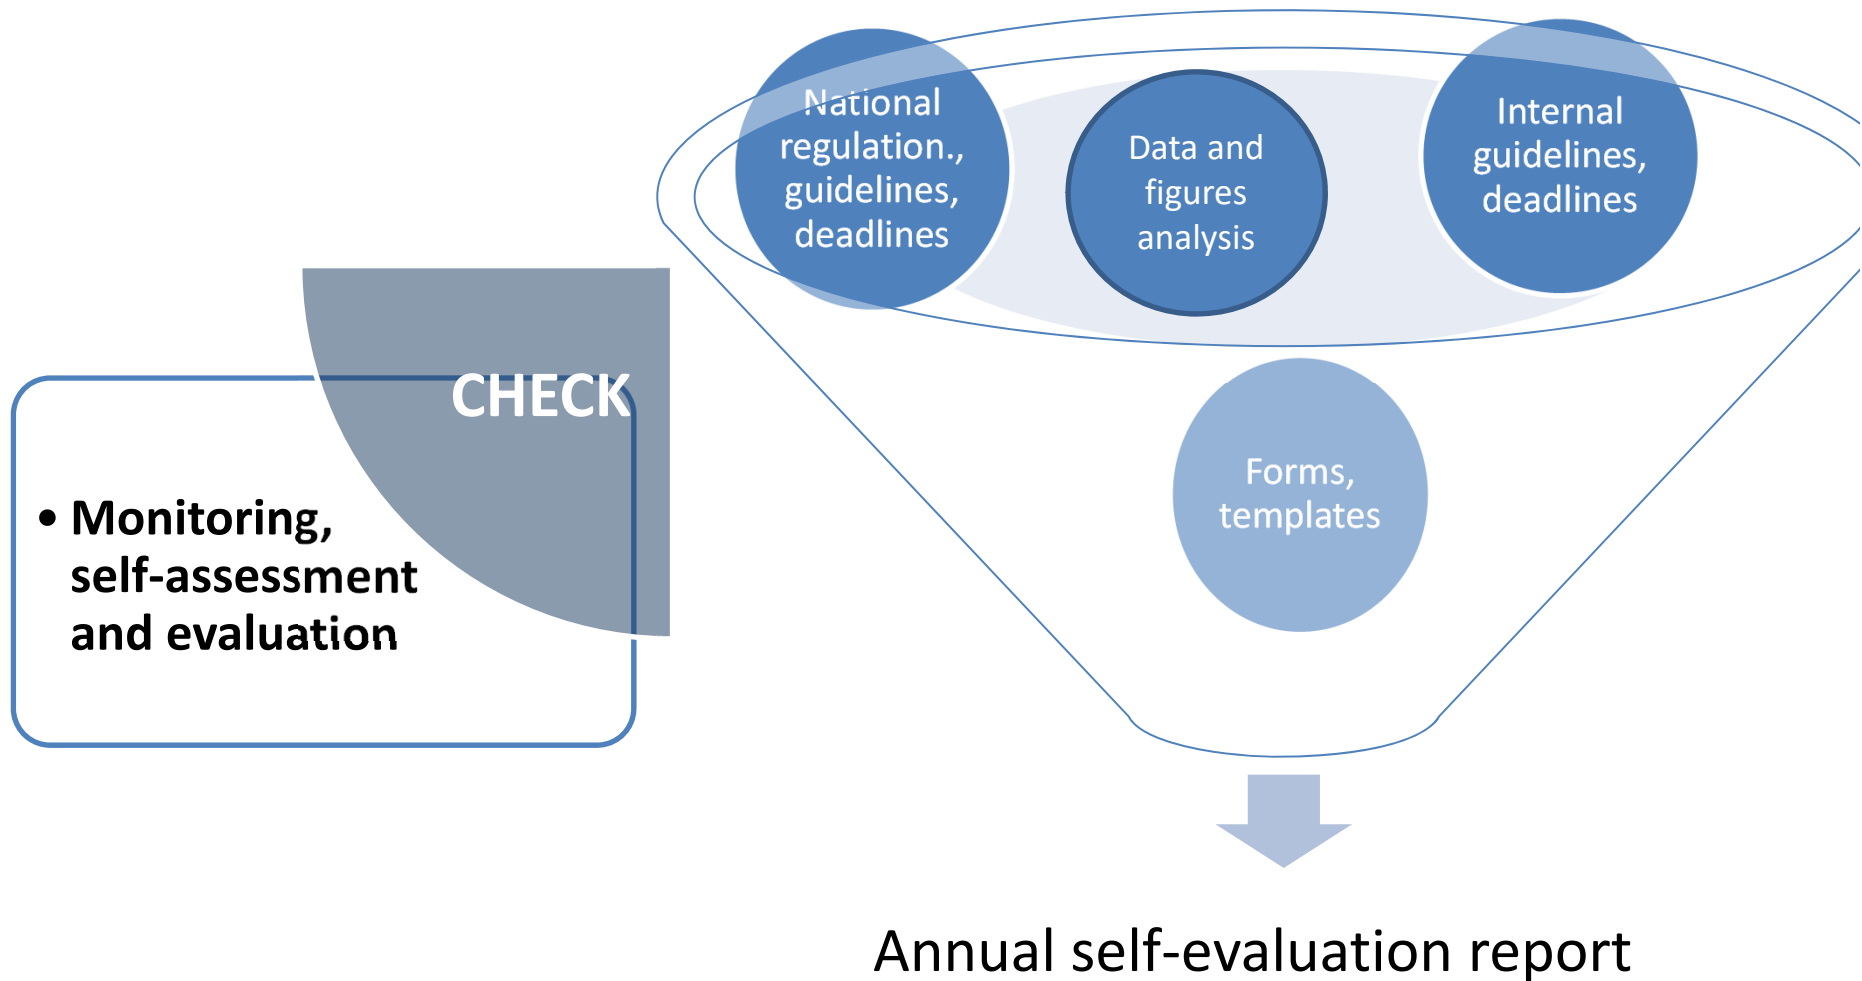 National
regulation.,
guidelines,
deadlines
Data and
figures
analysis
Internal
guidelines,
deadlines
CHECK
• Monitoring,
self-assessment
and evaluation
Forms,
templates
Annual self-evaluation report